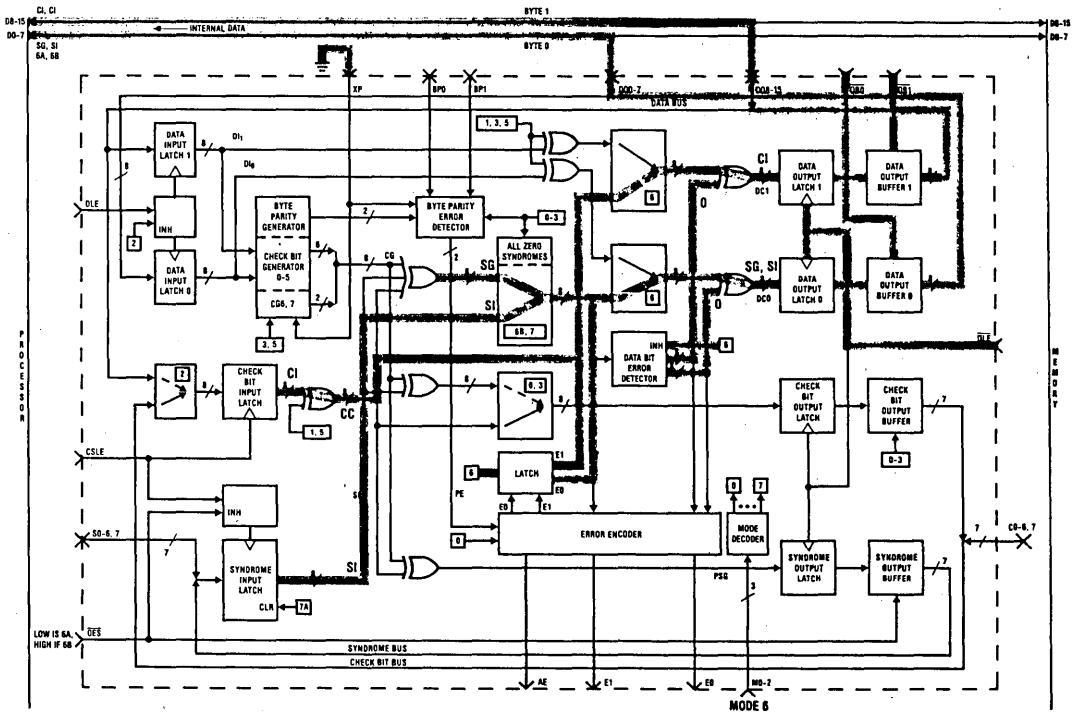 CI, CI
BYTE 1
D8-15
D8-15
INTERNAL DATA
D0-7
D0-7
SG, SI
6A, 6B
BYTE 0
XP
BP0
BP1
DQ0-7
DQ8-15
OB0
OB1
DATA BUS
DATA INPUT LATCH 1
8
DI1
1, 3, 5
DI0
8
DLE
INH
2
DATA INPUT LATCH 0
8
BYTE PARITY GENERATOR
CHECK BIT GENERATOR 0-5
CG6, 7
3, 5
2
6
2
8
CG
BYTE PARITY ERROR DETECTOR
0-3
2
ALL ZERO SYNDROMES
SG
SI
6B, 7
6
6
CI
DC1
O
SG, SI
DC0
O
DATA OUTPUT LATCH 1
DATA OUTPUT BUFFER 1
DATA OUTPUT LATCH 0
DATA OUTPUT BUFFER 0
OLE
DATA BIT ERROR DETECTOR
INH
6
PROCESSOR
MEMORY
7
8
CHECK BIT INPUT LATCH
CI
1, 5
CC
8
0, 3
8
CHECK BIT OUTPUT LATCH
CHECK BIT OUTPUT BUFFER
7
0-3
CSLE
INH
6
LATCH
E1
E0
PE
E0
E1
0
ERROR ENCODER
0
7
MODE DECODER
3
S0-6, 7
7
SYNDROME INPUT LATCH
CLR
7A
SI
PSG
SYNDROME OUTPUT LATCH
SYNDROME OUTPUT BUFFER
7
7
C0-6, 7
LOW IS 6A,
HIGH IF 6B
OES
SYNDROME BUS
CHECK BIT BUS
AE
E1
E0
M0-2
MODE 6